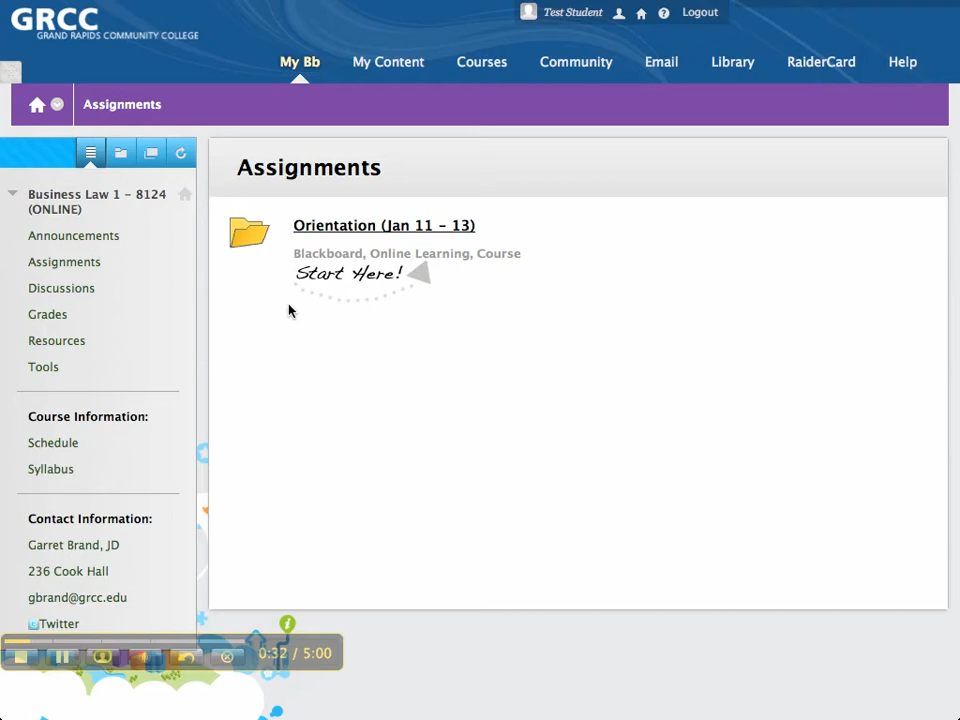 GRCC
GRAND RAPIDS COMMUNITY COLLEGE
Test Student
Logout
My Bb
My Content
Courses
Community
Email
Library
RaiderCard
Help
Assignments
Business Law 1 - 8124
(ONLINE)
Announcements
Assignments
Discussions
Grades
Resources
Tools
Course Information:
Schedule
Syllabus
Contact Information:
Garret Brand, JD
236 Cook Hall
gbrand@grcc.edu
Twitter
Assignments
Orientation (Jan 11 - 13)
Blackboard, Online Learning, Course
Start Here!
0:32 / 5:00